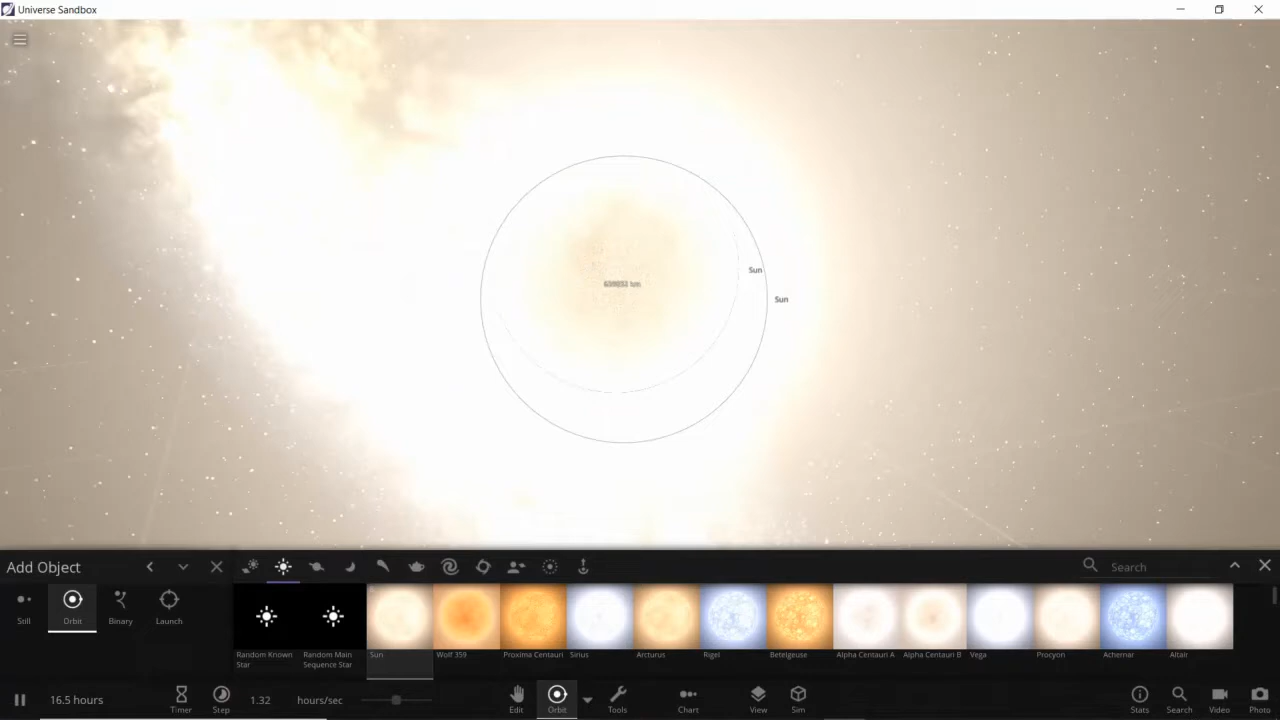 Universe Sandbox
Sun
Sun
Add Object
Search
Still
Orbit
Binary
Launch
Random Known Star
Random Main Sequence Star
Sun
Wolf 359
Proxima Centauri
Sirius
Arcturus
Rigel
Betelgeuse
Alpha Centauri A
Alpha Centauri B
Vega
Procyon
Achernar
Altair
16.5 hours
Timer
Step
1.32
hours/sec
Edit
Orbit
Tools
Chart
View
Sim
Stats
Search
Video
Photo